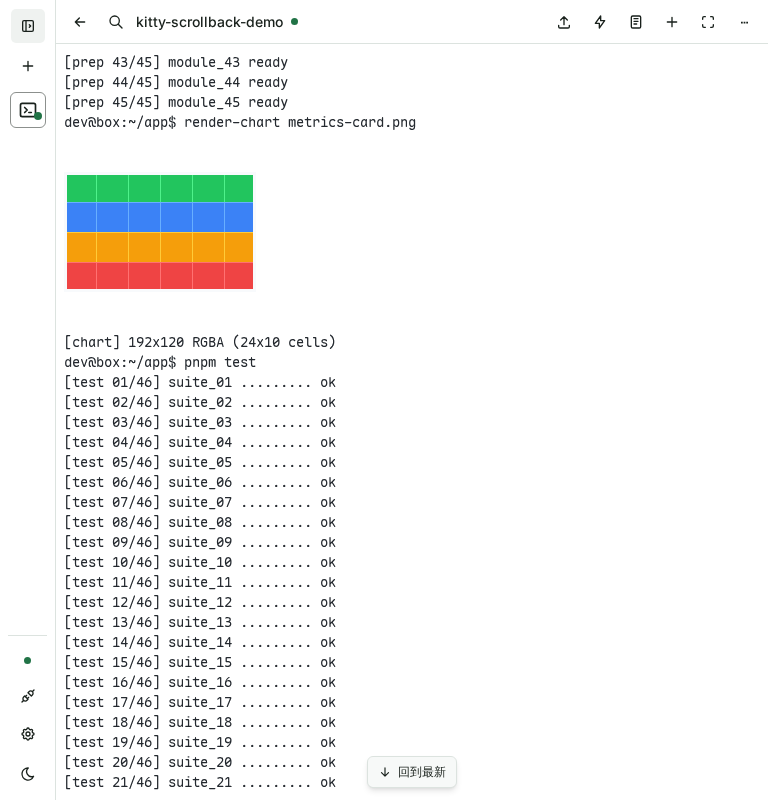 kitty-scrollback-demo
[prep 43/45] module_43 ready
[prep 44/45] module_44 ready
[prep 45/45] module_45 ready
dev@box:~/app$ render-chart metrics-card.png
[chart] 192x120 RGBA (24x10 cells)
dev@box:~/app$ pnpm test
[test 01/46] suite_01 ......... ok
[test 02/46] suite_02 ......... ok
[test 03/46] suite_03 ......... ok
[test 04/46] suite_04 ......... ok
[test 05/46] suite_05 ......... ok
[test 06/46] suite_06 ......... ok
[test 07/46] suite_07 ......... ok
[test 08/46] suite_08 ......... ok
[test 09/46] suite_09 ......... ok
[test 10/46] suite_10 ......... ok
[test 11/46] suite_11 ......... ok
[test 12/46] suite_12 ......... ok
[test 13/46] suite_13 ......... ok
[test 14/46] suite_14 ......... ok
[test 15/46] suite_15 ......... ok
[test 16/46] suite_16 ......... ok
[test 17/46] suite_17 ......... ok
[test 18/46] suite_18 ......... ok
[test 19/46] suite_19 ......... ok
[test 20/46] suite_20 ......... ok
[test 21/46] suite_21 ......... ok
回到最新